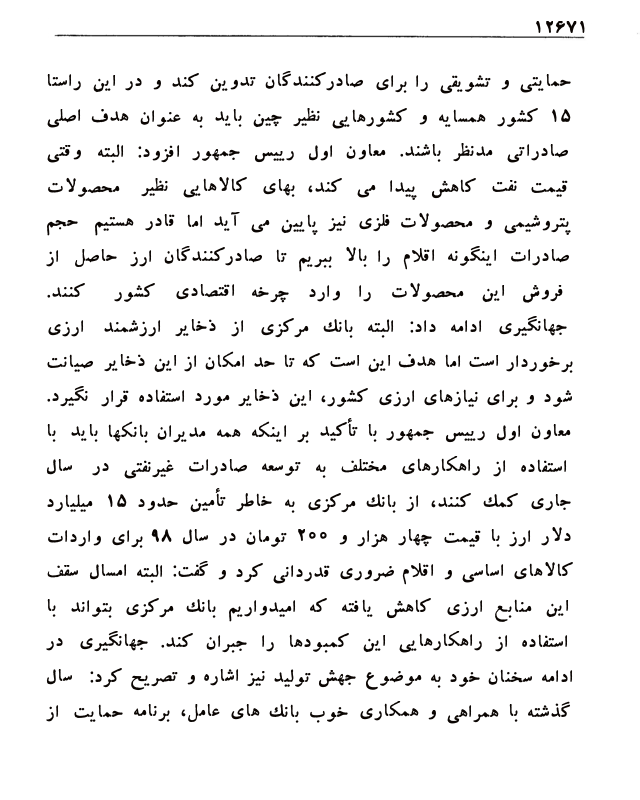 ۱۲۶۷۱
حمایتی و تشویقی را برای صادرکنندگان تدوین کند و در این راستا
۱۵ کشور همسایه و کشورهایی نظیر چین باید به عنوان هدف اصلی
صادراتی مدنظر باشند. معاون اول رییس جمهور افزود: البته وقتی
قیمت نفت کاهش پیدا می کند، بهای کالاهایی نظیر محصولات
پتروشیمی و محصولات فلزی نیز پایین می آید اما قادر هستیم حجم
صادرات اینگونه اقلام را بالا ببریم تا صادرکنندگان ارز حاصل از
فروش این محصولات را وارد چرخه اقتصادی کشور کنند.
جهانگیری ادامه داد: البته بانك مرکزی از ذخایر ارزشمند ارزی
برخوردار است اما هدف این است که تا حد امکان از این ذخایر صیانت
شود و برای نیازهای ارزی کشور، این ذخایر مورد استفاده قرار نگیرد.
معاون اول رییس جمهور با تأکید بر اینکه همه مدیران بانکها باید با
استفاده از راهکارهای مختلف به توسعه صادرات غیرنفتی در سال
جاری کمك کنند، از بانك مرکزی به خاطر تأمین حدود ۱۵ میلیارد
دلار ارز با قیمت چهار هزار و ۲۰۰ تومان در سال ۹۸ برای واردات
کالاهای اساسی و اقلام ضروری قدردانی کرد و گفت: البته امسال سقف
این منابع ارزی کاهش یافته که امیدواریم بانك مرکزی بتواند با
استفاده از راهکارهایی این کمبودها را جبران کند. جهانگیری در
ادامه سخنان خود به موضوع جهش تولید نیز اشاره و تصریح کرد: سال
گذشته با همراهی و همکاری خوب بانك های عامل، برنامه حمایت از